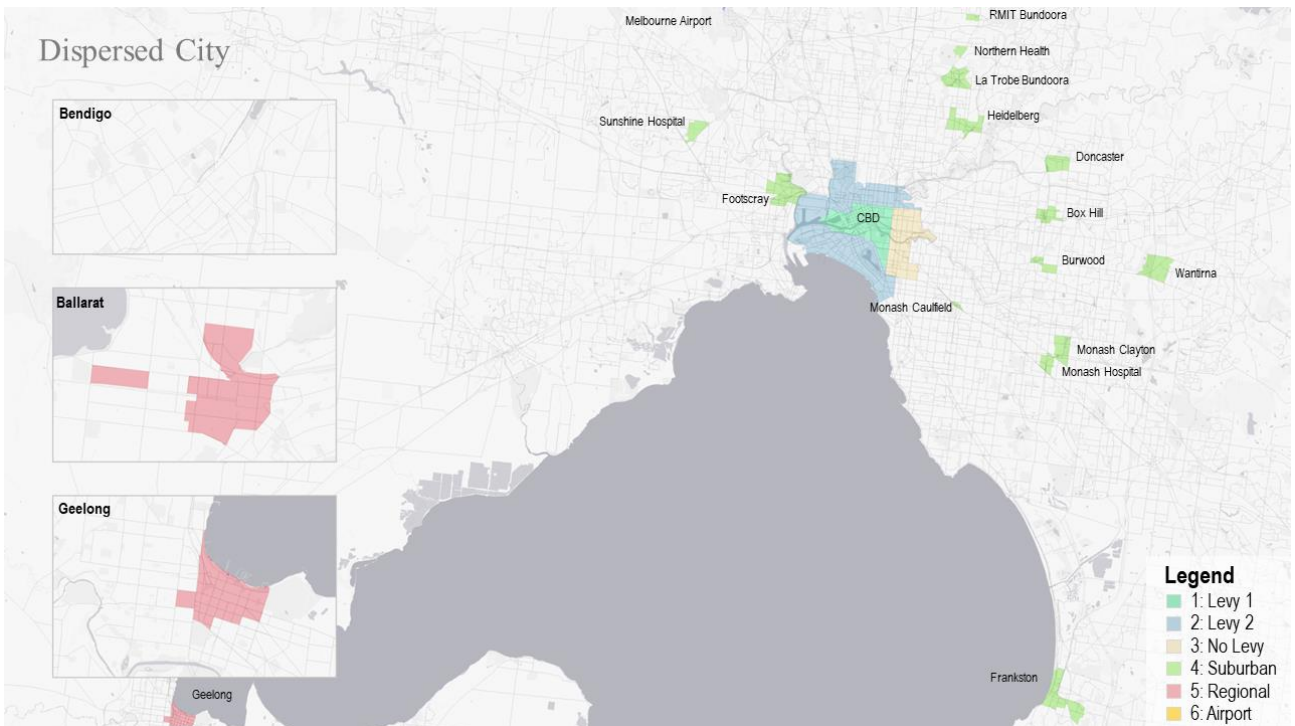 Dispersed City
Bendigo
Ballarat
Geelong
Geelong
Melbourne Airport
RMIT Bundoora
Northern Health
La Trobe Bundoora
Sunshine Hospital
Heidelberg
Doncaster
Footscray
CBD
Box Hill
Burwood
Wantirna
Monash Caulfield
Monash Clayton
Monash Hospital
Frankston
Legend
1: Levy 1
2: Levy 2
3: No Levy
4: Suburban
5: Regional
6: Airport